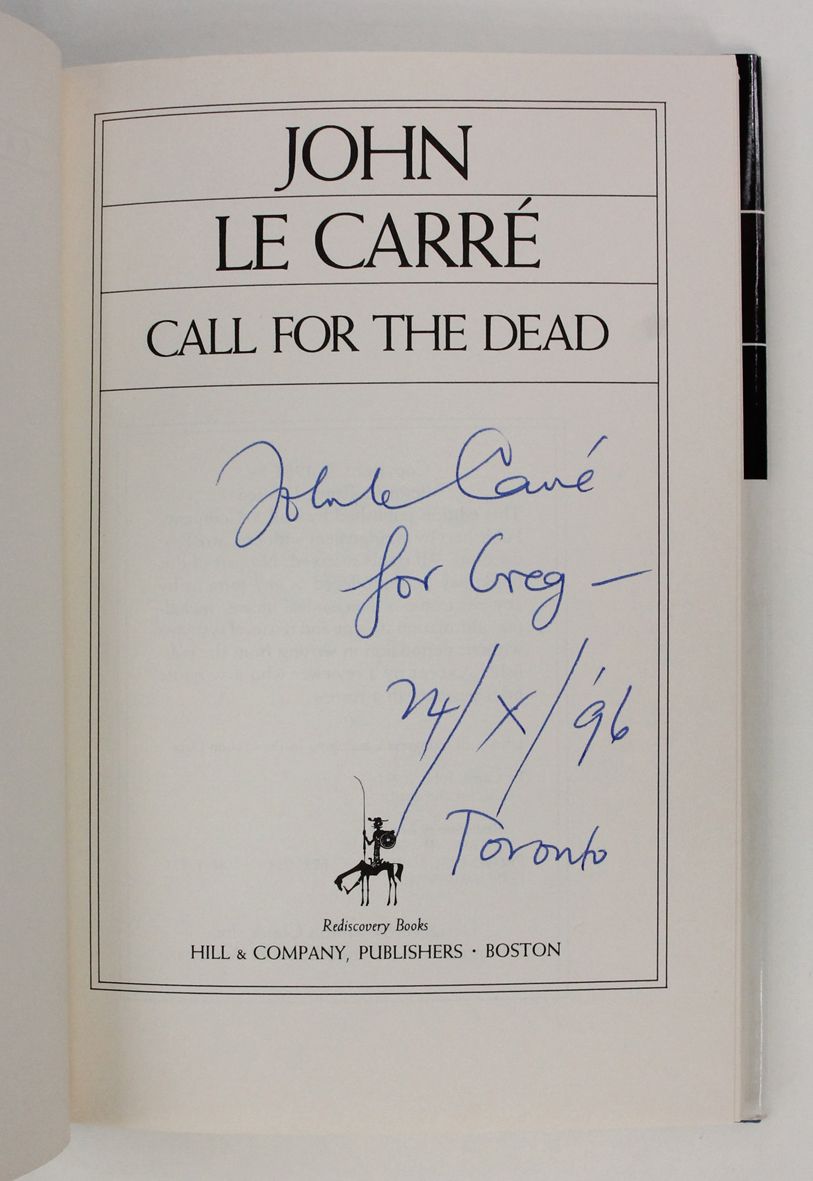 JOHN
LE CARRÉ
CALL FOR THE DEAD
John le Carré
for Greg —
24/X/'96
Toronto
Rediscovery Books
HILL & COMPANY, PUBLISHERS · BOSTON